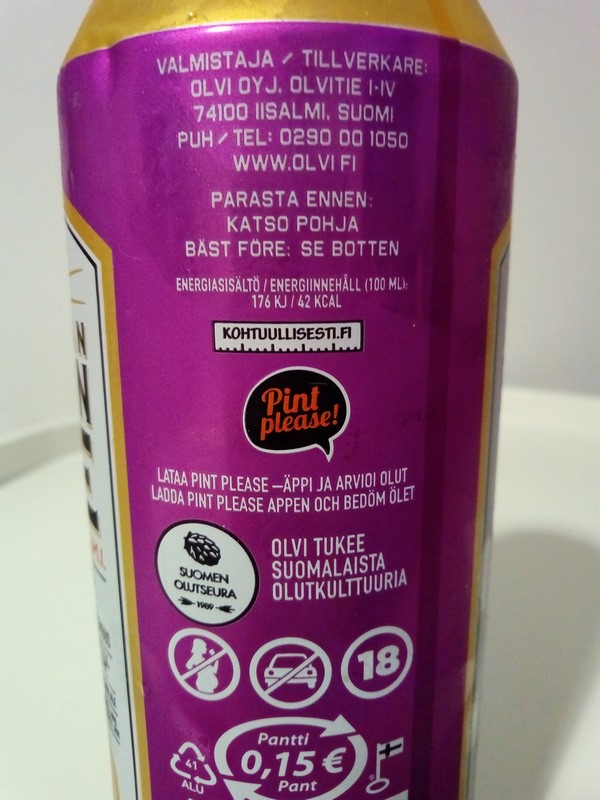 VALMISTAJA / TILLVERKARE:
OLVI OYJ, OLVITIE I-IV
74100 IISALMI, SUOMI
PUH / TEL: 0290 00 1050
WWW.OLVI.FI
PARASTA ENNEN:
KATSO POHJA
BÄST FÖRE: SE BOTTEN
ENERGIASISÄLTÖ / ENERGIINNEHÅLL (100 ML):
176 KJ / 42 KCAL
KOHTUULLISESTI.FI
Pint
please!
LATAA PINT PLEASE –ÄPPI JA ARVIOI OLUT
LADDA PINT PLEASE APPEN OCH BEDÖM ÖLET
SUOMEN
OLUTSEURA
1989
OLVI TUKEE
SUOMALAISTA
OLUTKULTTUURIA
18
Pantti
0,15 €
Pant
41
ALU